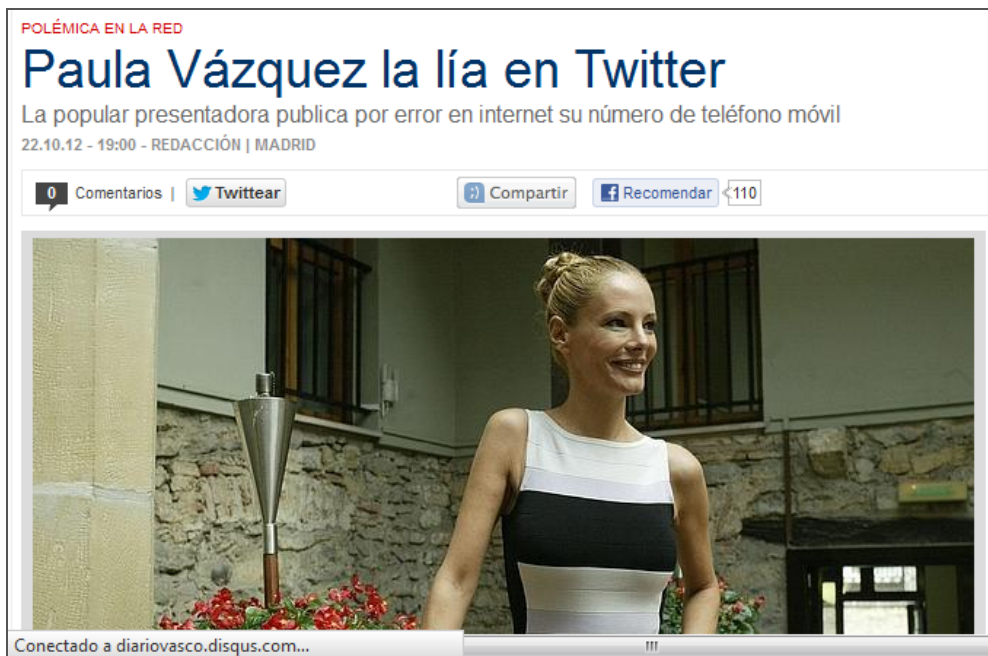 POLÉMICA EN LA RED
Paula Vázquez la lía en Twitter
La popular presentadora publica por error en internet su número de teléfono móvil
22.10.12 - 19:00 - REDACCIÓN | MADRID
0 Comentarios | Twittear Compartir Recomendar 110
Conectado a diariovasco.disqus.com...